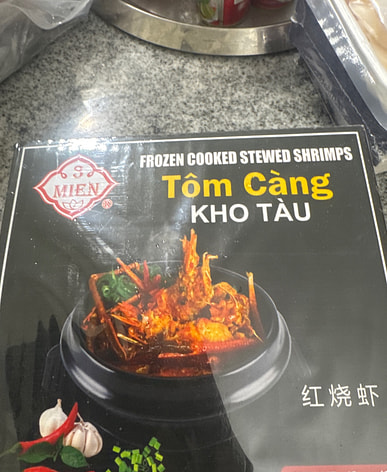 FROZEN COOKED STEWED SHRIMPS
3
MIEN
®
Tôm Càng
KHO TÀU
红烧虾